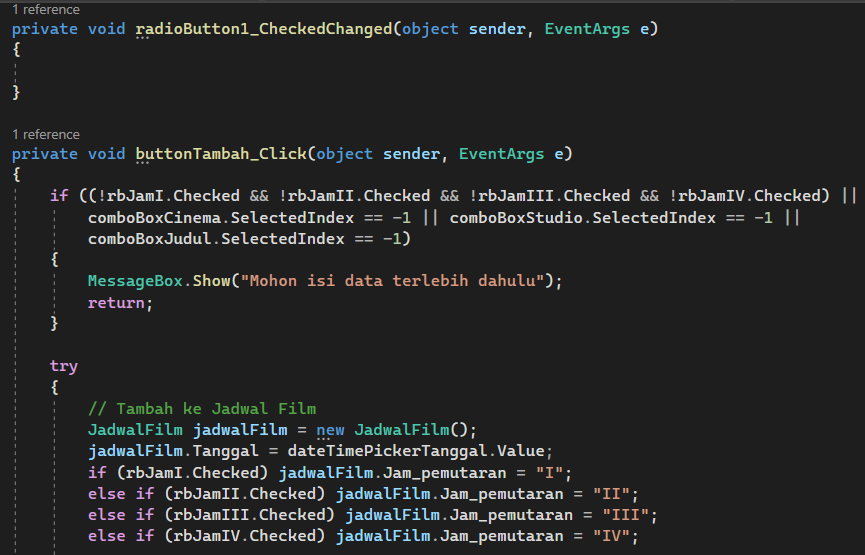 1 reference
private void radioButton1_CheckedChanged(object sender, EventArgs e)
{
}
1 reference
private void buttonTambah_Click(object sender, EventArgs e)
{
if ((!rbJamI.Checked && !rbJamII.Checked && !rbJamIII.Checked && !rbJamIV.Checked) ||
comboBoxCinema.SelectedIndex == -1 || comboBoxStudio.SelectedIndex == -1 ||
comboBoxJudul.SelectedIndex == -1)
{
MessageBox.Show("Mohon isi data terlebih dahulu");
return;
}
try
{
// Tambah ke Jadwal Film
JadwalFilm jadwalFilm = new JadwalFilm();
jadwalFilm.Tanggal = dateTimePickerTanggal.Value;
if (rbJamI.Checked) jadwalFilm.Jam_pemutaran = "I";
else if (rbJamII.Checked) jadwalFilm.Jam_pemutaran = "II";
else if (rbJamIII.Checked) jadwalFilm.Jam_pemutaran = "III";
else if (rbJamIV.Checked) jadwalFilm.Jam_pemutaran = "IV";